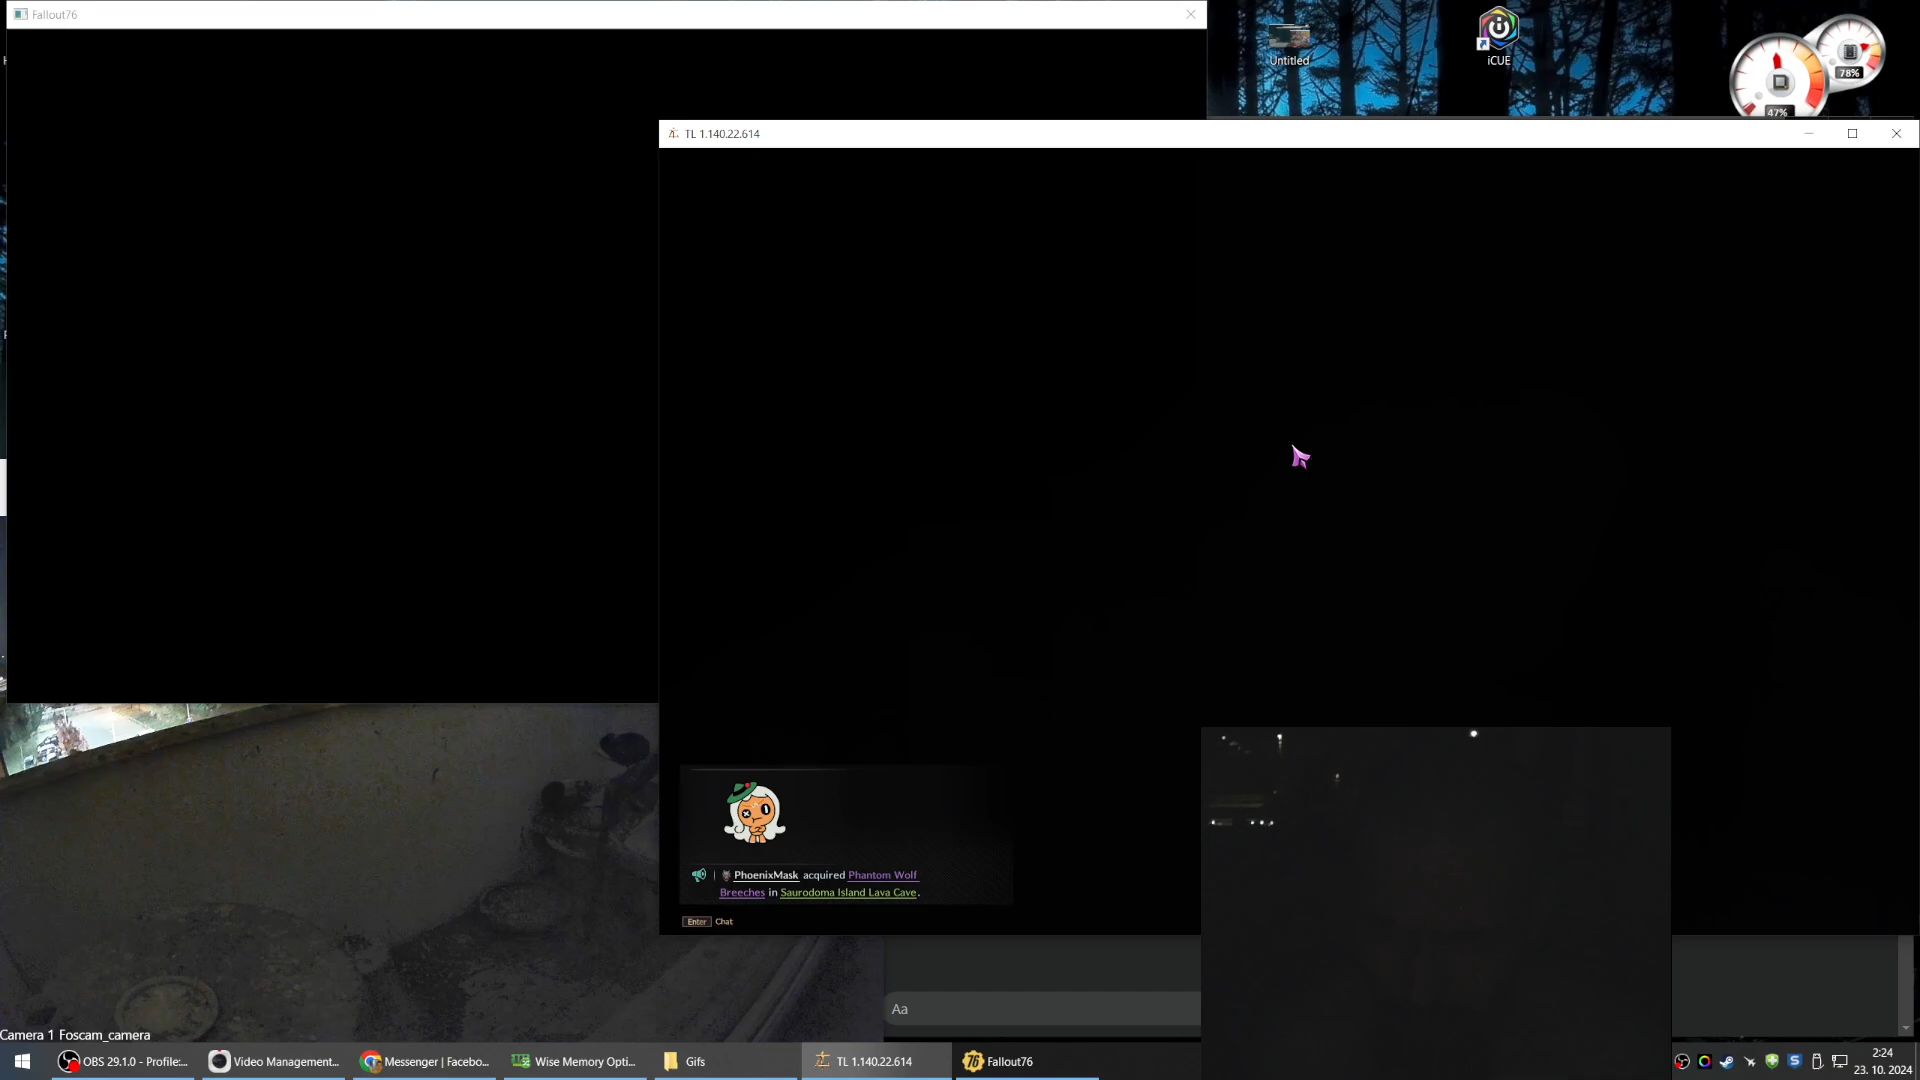 Fallout76
Untitled
iCUE
78%
47%
TL 1.140.22.614
PhoenixMask acquired Phantom Wolf
Breeches in Saurodoma Island Lava Cave.
Enter Chat
Aa
Camera 1 Foscam_camera
OBS 29.1.0 - Profile:...
Video Management...
Messenger | Facebo...
Wise Memory Opti...
Gifs
TL 1.140.22.614
76 Fallout76
2:24
23. 10. 2024